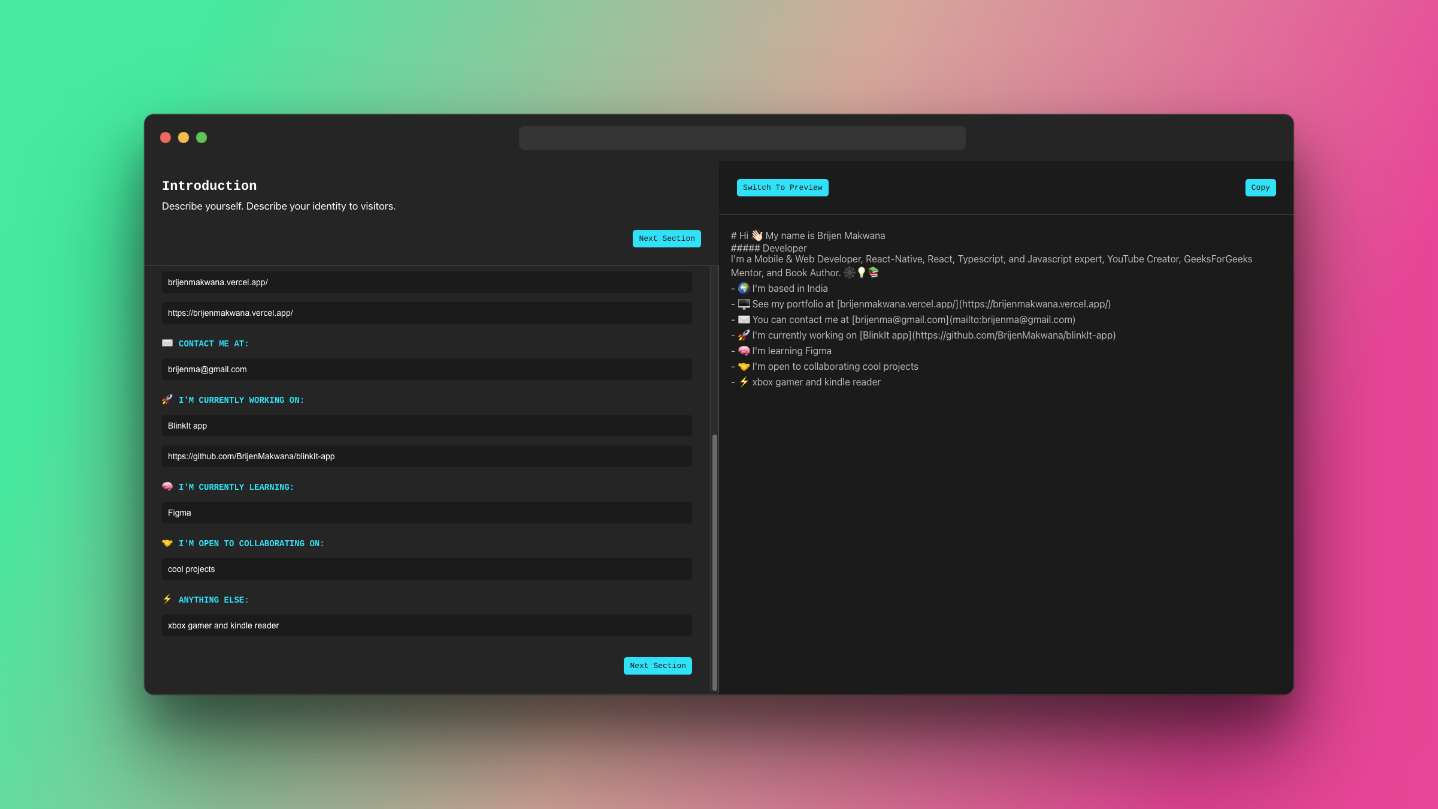 Introduction
Describe yourself. Describe your identity to visitors.
Next Section
brijenmakwana.vercel.app/
https://brijenmakwana.vercel.app/
✉️ CONTACT ME AT:
brijenma@gmail.com
🚀 I'M CURRENTLY WORKING ON:
BlinkIt app
https://github.com/BrijenMakwana/blinkIt-app
🧠 I'M CURRENTLY LEARNING:
Figma
🤝 I'M OPEN TO COLLABORATING ON:
cool projects
⚡ ANYTHING ELSE:
xbox gamer and kindle reader
Next Section
Switch To Preview
Copy
# Hi 👋🏻 My name is Brijen Makwana
##### Developer
I'm a Mobile & Web Developer, React-Native, React, Typescript, and Javascript expert, YouTube Creator, GeeksForGeeks
Mentor, and Book Author. 🕸️💡📚
- 🌍 I'm based in India
- 🖥️ See my portfolio at [brijenmakwana.vercel.app/](https://brijenmakwana.vercel.app/)
- ✉️ You can contact me at [brijenma@gmail.com](mailto:brijenma@gmail.com)
- 🚀 I'm currently working on [BlinkIt app](https://github.com/BrijenMakwana/blinkIt-app)
- 🧠 I'm learning Figma
- 🤝 I'm open to collaborating cool projects
- ⚡ xbox gamer and kindle reader